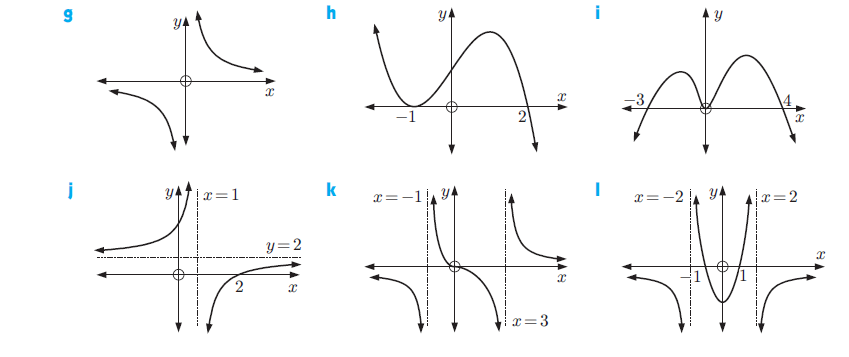 g
y
x
h
y
x
−1
2
i
y
x
−3
4
j
y
x = 1
y = 2
2
x
k
x = −1
y
x
x = 3
l
x = −2
y
x = 2
x
−1
1